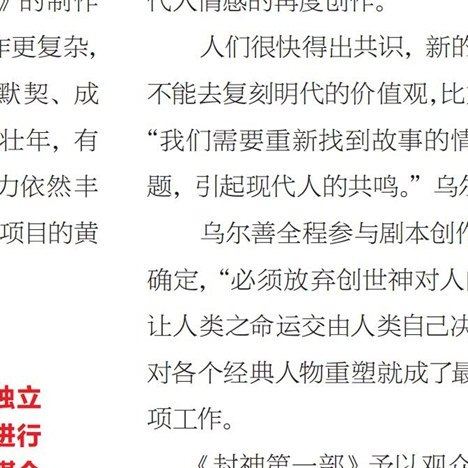 》的制作
作更复杂,
默契、成
壮年,有
力依然丰
项目的黄
独立
进行
代人情感的再度创作。
人们很快得出共识,新的
不能去复刻明代的价值观,比
“我们需要重新找到故事的情
题,引起现代人的共鸣。”乌尔
乌尔善全程参与剧本创作
确定,“必须放弃创世神对人
让人类之命运交由人类自己决
对各个经典人物重塑就成了最
项工作。
《封神第一部》予以观众